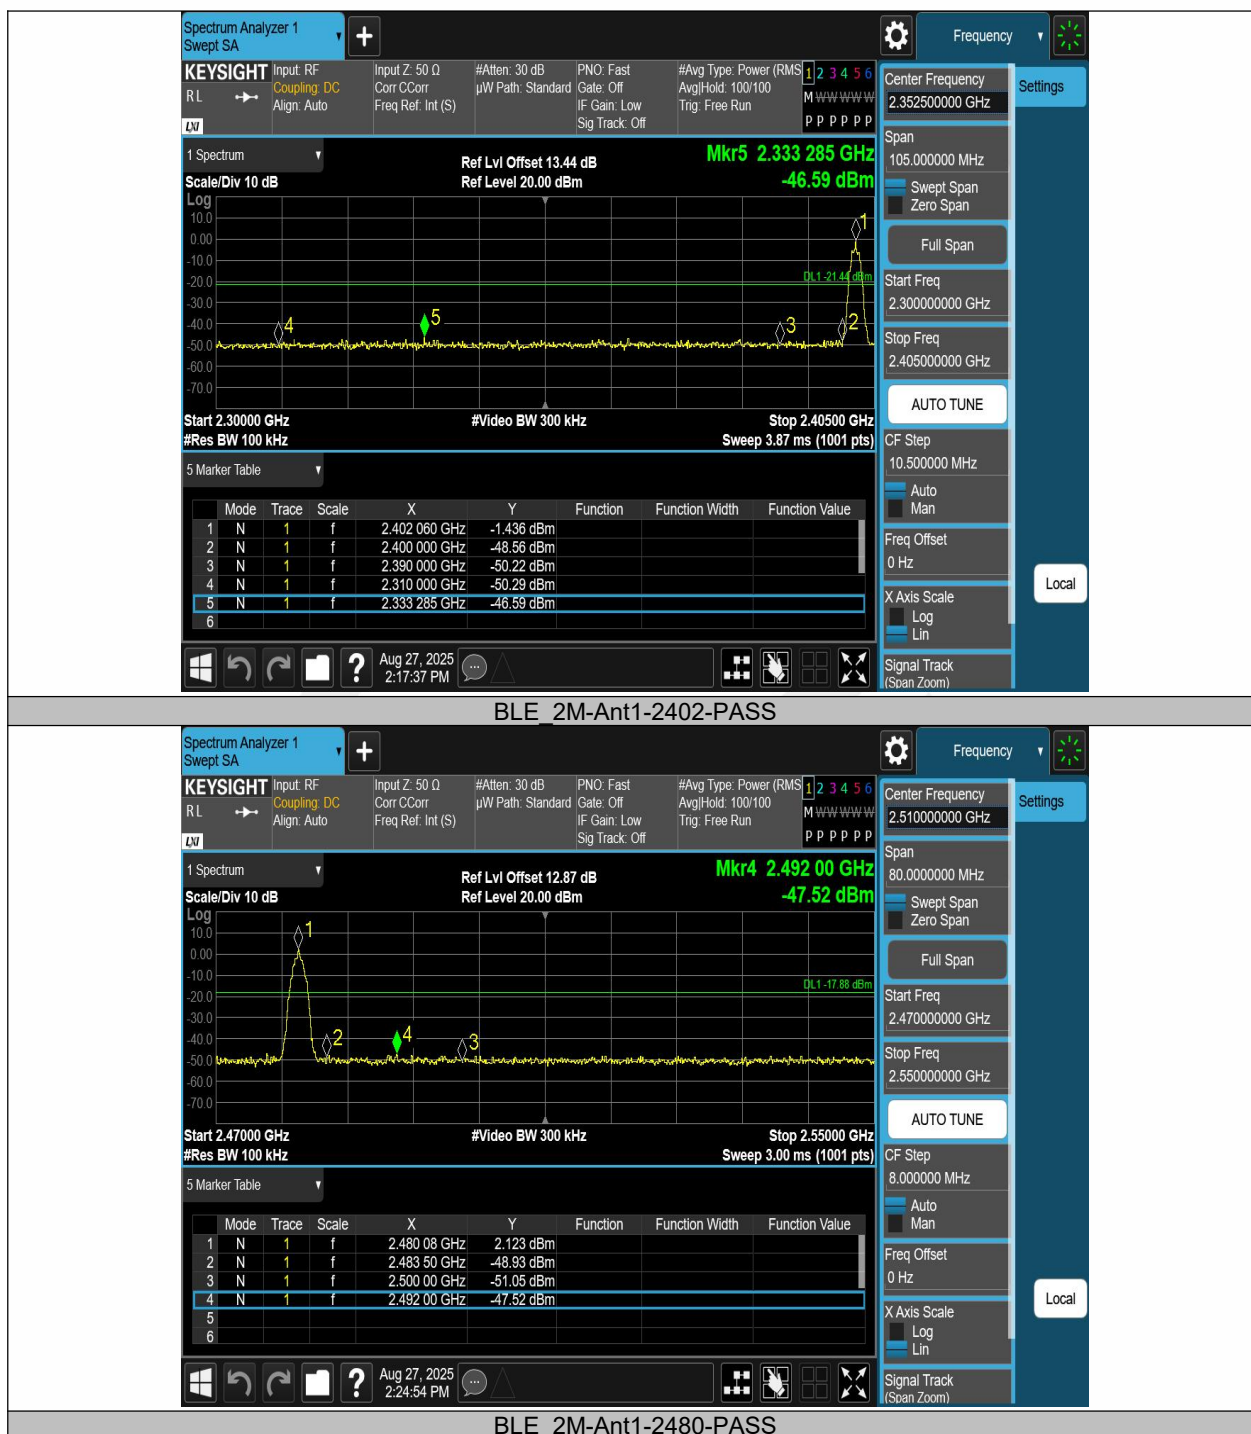 Spectrum Analyzer 1
Swept SA
Frequency
KEYSIGHT
RL
LXI
Input: RF
Coupling: DC
Align: Auto
Input Z: 50 Ω
Corr CCorr
Freq Ref: Int (S)
#Atten: 30 dB
µW Path: Standard
PNO: Fast
Gate: Off
IF Gain: Low
Sig Track: Off
#Avg Type: Power (RMS
Avg|Hold: 100/100
Trig: Free Run
1 2 3 4 5 6
M W W W W W
P P P P P P
1 Spectrum
Scale/Div 10 dB
Ref Lvl Offset 13.44 dB
Ref Level 20.00 dBm
Mkr5 2.333 285 GHz
-46.59 dBm
Log
10.0
0.00
-10.0
-20.0
-30.0
-40.0
-50.0
-60.0
-70.0
DL1 -21.44 dBm
1
2
3
4
5
Start 2.30000 GHz
#Video BW 300 kHz
Stop 2.40500 GHz
#Res BW 100 kHz
Sweep 3.87 ms (1001 pts)
5 Marker Table
Mode Trace Scale X Y Function Function Width Function Value
1 N 1 f 2.402 060 GHz -1.436 dBm
2 N 1 f 2.400 000 GHz -48.56 dBm
3 N 1 f 2.390 000 GHz -50.22 dBm
4 N 1 f 2.310 000 GHz -50.29 dBm
5 N 1 f 2.333 285 GHz -46.59 dBm
6
?
Aug 27, 2025
2:17:37 PM
Center Frequency
2.352500000 GHz
Settings
Span
105.000000 MHz
Swept Span
Zero Span
Full Span
Start Freq
2.300000000 GHz
Stop Freq
2.405000000 GHz
AUTO TUNE
CF Step
10.500000 MHz
Auto
Man
Freq Offset
0 Hz
Local
X Axis Scale
Log
Lin
Signal Track
(Span Zoom)
BLE_2M-Ant1-2402-PASS
Spectrum Analyzer 1
Swept SA
Frequency
KEYSIGHT
RL
LXI
Input: RF
Coupling: DC
Align: Auto
Input Z: 50 Ω
Corr CCorr
Freq Ref: Int (S)
#Atten: 30 dB
µW Path: Standard
PNO: Fast
Gate: Off
IF Gain: Low
Sig Track: Off
#Avg Type: Power (RMS
Avg|Hold: 100/100
Trig: Free Run
1 2 3 4 5 6
M W W W W W
P P P P P P
1 Spectrum
Scale/Div 10 dB
Ref Lvl Offset 12.87 dB
Ref Level 20.00 dBm
Mkr4 2.492 00 GHz
-47.52 dBm
Log
10.0
0.00
-10.0
-20.0
-30.0
-40.0
-50.0
-60.0
-70.0
DL1 -17.88 dBm
1
2
4
3
Start 2.47000 GHz
#Video BW 300 kHz
Stop 2.55000 GHz
#Res BW 100 kHz
Sweep 3.00 ms (1001 pts)
5 Marker Table
Mode Trace Scale X Y Function Function Width Function Value
1 N 1 f 2.480 08 GHz 2.123 dBm
2 N 1 f 2.483 50 GHz -48.93 dBm
3 N 1 f 2.500 00 GHz -51.05 dBm
4 N 1 f 2.492 00 GHz -47.52 dBm
5
6
?
Aug 27, 2025
2:24:54 PM
Center Frequency
2.510000000 GHz
Settings
Span
80.0000000 MHz
Swept Span
Zero Span
Full Span
Start Freq
2.470000000 GHz
Stop Freq
2.550000000 GHz
AUTO TUNE
CF Step
8.000000 MHz
Auto
Man
Freq Offset
0 Hz
Local
X Axis Scale
Log
Lin
Signal Track
(Span Zoom)
BLE_2M-Ant1-2480-PASS